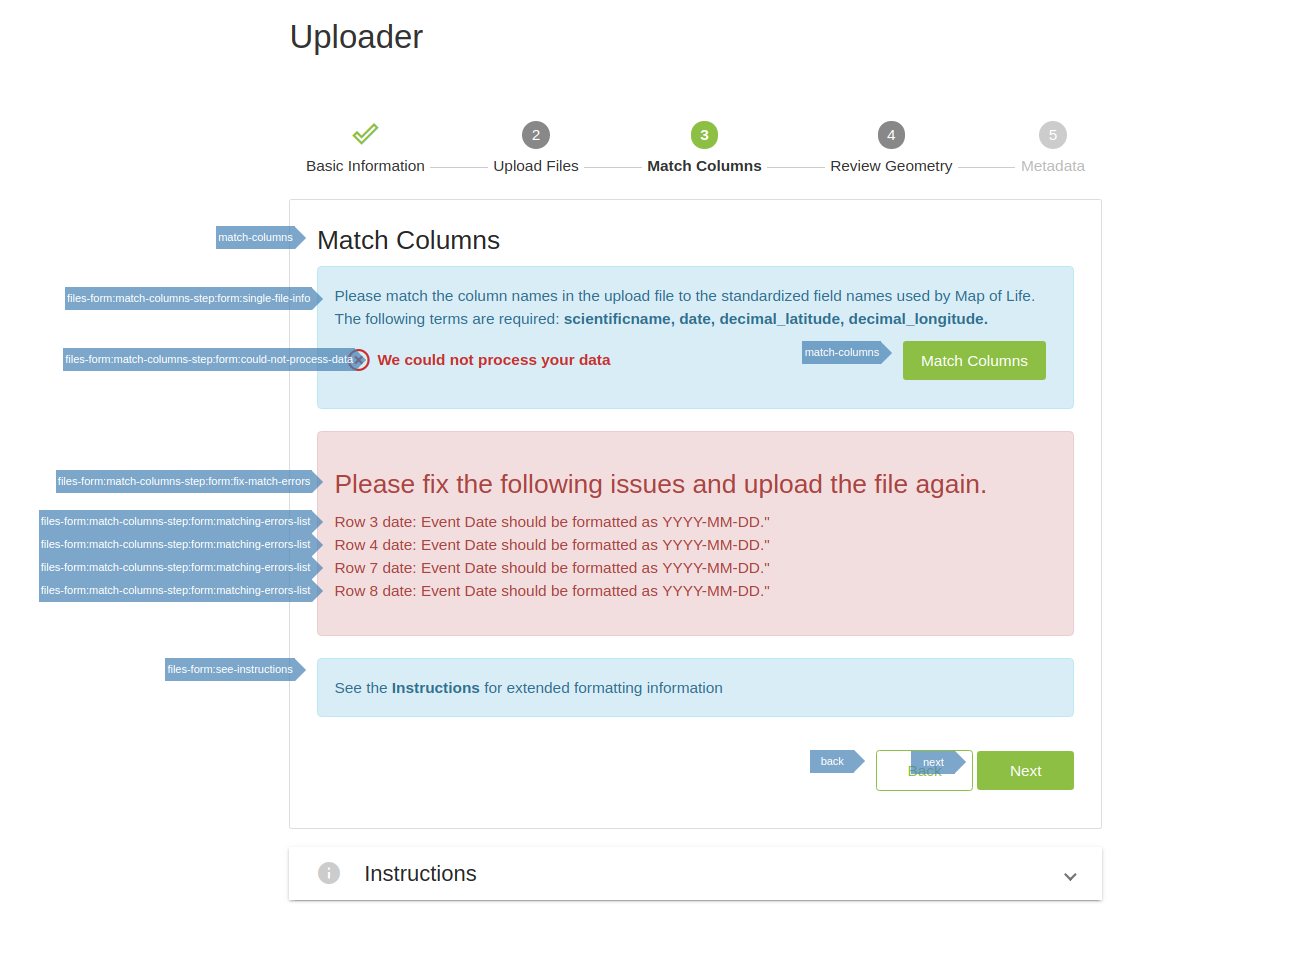 Uploader
2
3
4
5
Basic Information
Upload Files
Match Columns
Review Geometry
Metadata
match-columns
Match Columns
files-form:match-columns-step:form:single-file-info
Please match the column names in the upload file to the standardized field names used by Map of Life.
The following terms are required: scientificname, date, decimal_latitude, decimal_longitude.
files-form:match-columns-step:form:could-not-process-data
We could not process your data
match-columns
Match Columns
files-form:match-columns-step:form:fix-match-errors
Please fix the following issues and upload the file again.
files-form:match-columns-step:form:matching-errors-list
Row 3 date: Event Date should be formatted as YYYY-MM-DD."
files-form:match-columns-step:form:matching-errors-list
Row 4 date: Event Date should be formatted as YYYY-MM-DD."
files-form:match-columns-step:form:matching-errors-list
Row 7 date: Event Date should be formatted as YYYY-MM-DD."
files-form:match-columns-step:form:matching-errors-list
Row 8 date: Event Date should be formatted as YYYY-MM-DD."
files-form:see-instructions
See the Instructions for extended formatting information
back
next
Back
Next
Instructions